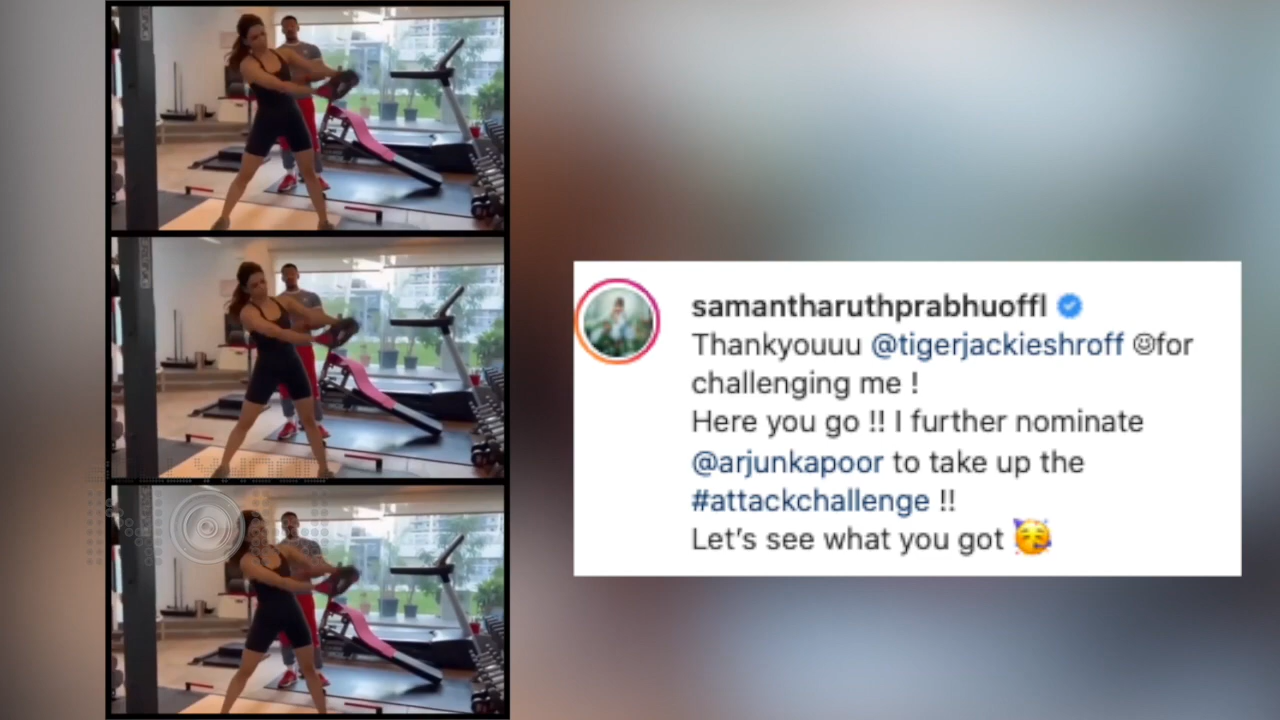 samantharuthprabhuoffl
Thankyouuu @tigerjackieshroff ☺for
challenging me !
Here you go !! I further nominate
@arjunkapoor to take up the
#attackchallenge !!
Let’s see what you got 🥳